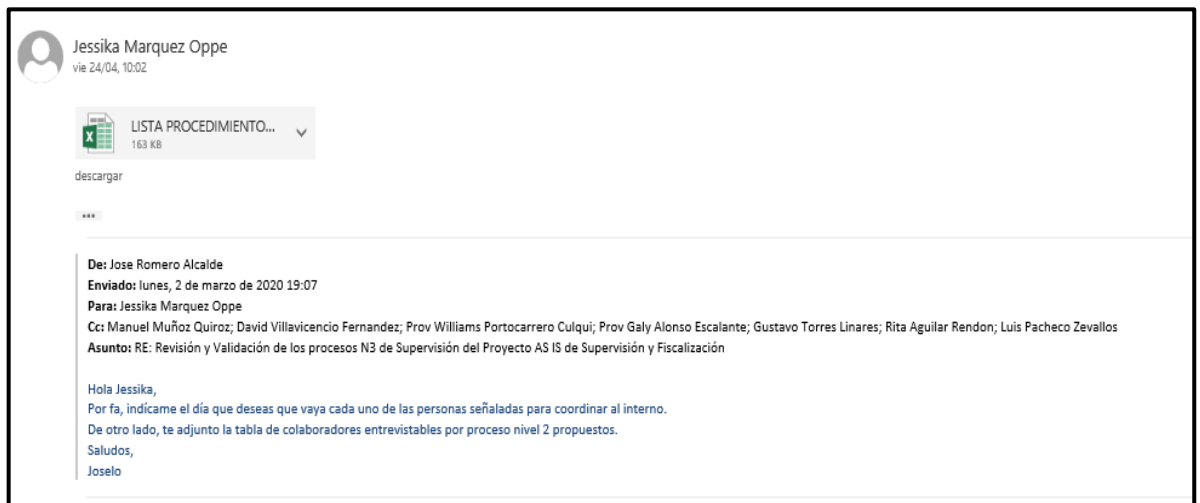 Jessika Marquez Oppe
vie 24/04, 10:02
LISTA PROCEDIMIENTO...
163 KB
descargar
...
De: Jose Romero Alcalde
Enviado: lunes, 2 de marzo de 2020 19:07
Para: Jessika Marquez Oppe
Cc: Manuel Muñoz Quiroz; David Villavicencio Fernandez; Prov Williams Portocarrero Culqui; Prov Galy Alonso Escalante; Gustavo Torres Linares; Rita Aguilar Rendon; Luis Pacheco Zevallos
Asunto: RE: Revisión y Validación de los procesos N3 de Supervisión del Proyecto AS IS de Supervisión y Fiscalización
Hola Jessika,
Por fa, indícame el día que deseas que vaya cada uno de las personas señaladas para coordinar al interno.
De otro lado, te adjunto la tabla de colaboradores entrevistables por proceso nivel 2 propuestos.
Saludos,
Joselo